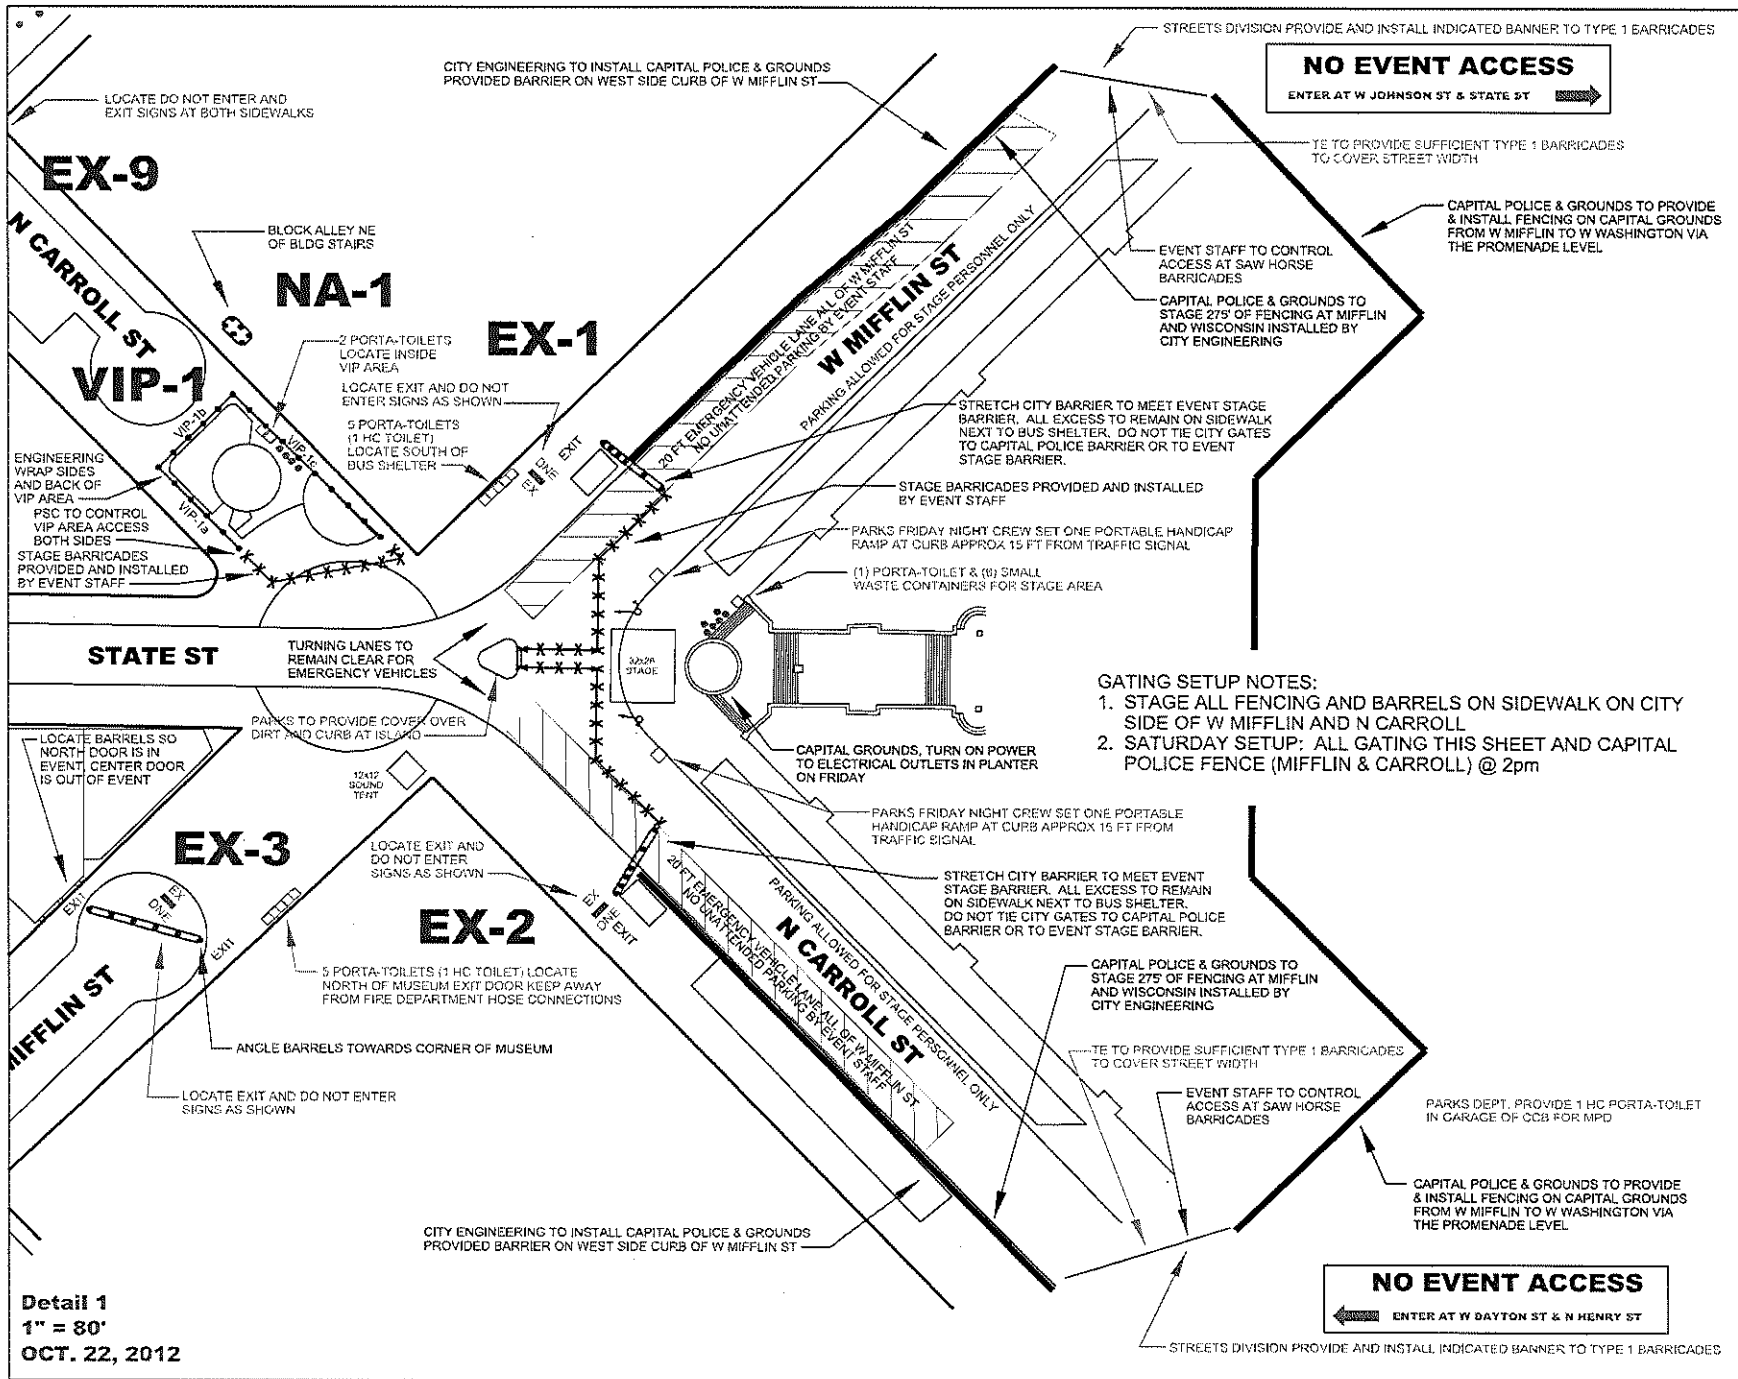 STREETS DIVISION PROVIDE AND INSTALL INDICATED BANNER TO TYPE 1 BARRICADES
NO EVENT ACCESS
ENTER AT W JOHNSON ST & STATE ST
CITY ENGINEERING TO INSTALL CAPITAL POLICE & GROUNDS
PROVIDED BARRIER ON WEST SIDE CURB OF W MIFFLIN ST
LOCATE DO NOT ENTER AND
EXIT SIGNS AT BOTH SIDEWALKS
TE TO PROVIDE SUFFICIENT TYPE 1 BARRICADES
TO COVER STREET WIDTH
EX-9
N CARROLL ST
BLOCK ALLEY NE
OF BLDG STAIRS
NA-1
CAPITAL POLICE & GROUNDS TO PROVIDE
& INSTALL FENCING ON CAPITAL GROUNDS
FROM W MIFFLIN TO W WASHINGTON VIA
THE PROMENADE LEVEL
EVENT STAFF TO CONTROL
ACCESS AT SAW HORSE
BARRICADES
CAPITAL POLICE & GROUNDS TO
STAGE 275' OF FENCING AT MIFFLIN
AND WISCONSIN INSTALLED BY
CITY ENGINEERING
20 FT EMERGENCY VEHICLE LANE ALL OF W MIFFLIN ST
NO UNATTENDED PARKING BY EVENT STAFF
W MIFFLIN ST
PARKING ALLOWED FOR STAGE PERSONNEL ONLY
EX-1
2 PORTA-TOILETS
LOCATE INSIDE
VIP AREA
VIP-1
LOCATE EXIT AND DO NOT
ENTER SIGNS AS SHOWN
5 PORTA-TOILETS
(1 HC TOILET)
LOCATE SOUTH OF
BUS SHELTER
EXIT
DNE
EX
VIP-1b
VIP-1c
VIP-1a
ENGINEERING
WRAP SIDES
AND BACK OF
VIP AREA
PSC TO CONTROL
VIP AREA ACCESS
BOTH SIDES
STAGE BARRICADES
PROVIDED AND INSTALLED
BY EVENT STAFF
STRETCH CITY BARRIER TO MEET EVENT STAGE
BARRIER. ALL EXCESS TO REMAIN ON SIDEWALK
NEXT TO BUS SHELTER. DO NOT TIE CITY GATES
TO CAPITAL POLICE BARRIER OR TO EVENT
STAGE BARRIER.
STAGE BARRICADES PROVIDED AND INSTALLED
BY EVENT STAFF
PARKS FRIDAY NIGHT CREW SET ONE PORTABLE HANDICAP
RAMP AT CURB APPROX 15 FT FROM TRAFFIC SIGNAL
(1) PORTA-TOILET & (6) SMALL
WASTE CONTAINERS FOR STAGE AREA
STATE ST
TURNING LANES TO
REMAIN CLEAR FOR
EMERGENCY VEHICLES
STAGE
GATING SETUP NOTES:
1. STAGE ALL FENCING AND BARRELS ON SIDEWALK ON CITY
SIDE OF W MIFFLIN AND N CARROLL
2. SATURDAY SETUP: ALL GATING THIS SHEET AND CAPITAL
POLICE FENCE (MIFFLIN & CARROLL) @ 2pm
PARKS TO PROVIDE COVER OVER
DIRT AND CURB AT ISLAND
LOCATE BARRELS SO
NORTH DOOR IS IN
EVENT, CENTER DOOR
IS OUT OF EVENT
12x12
SOUND
TENT
CAPITAL GROUNDS, TURN ON POWER
TO ELECTRICAL OUTLETS IN PLANTER
ON FRIDAY
PARKS FRIDAY NIGHT CREW SET ONE PORTABLE
HANDICAP RAMP AT CURB APPROX 15 FT FROM
TRAFFIC SIGNAL
EX-3
LOCATE EXIT AND
DO NOT ENTER
SIGNS AS SHOWN
EX-2
EX
DNE
EXIT
STRETCH CITY BARRIER TO MEET EVENT
STAGE BARRIER. ALL EXCESS TO REMAIN
ON SIDEWALK NEXT TO BUS SHELTER.
DO NOT TIE CITY GATES TO CAPITAL POLICE
BARRIER OR TO EVENT STAGE BARRIER.
EXIT
EX
DNE
EXIT
MIFFLIN ST
5 PORTA-TOILETS (1 HC TOILET) LOCATE
NORTH OF MUSEUM EXIT DOOR KEEP AWAY
FROM FIRE DEPARTMENT HOSE CONNECTIONS
ANGLE BARRELS TOWARDS CORNER OF MUSEUM
LOCATE EXIT AND DO NOT ENTER
SIGNS AS SHOWN
20 FT EMERGENCY VEHICLE LANE ALL OF W MIFFLIN ST
NO UNATTENDED PARKING BY EVENT STAFF
N CARROLL ST
PARKING ALLOWED FOR STAGE PERSONNEL ONLY
CAPITAL POLICE & GROUNDS TO
STAGE 275' OF FENCING AT MIFFLIN
AND WISCONSIN INSTALLED BY
CITY ENGINEERING
TE TO PROVIDE SUFFICIENT TYPE 1 BARRICADES
TO COVER STREET WIDTH
EVENT STAFF TO CONTROL
ACCESS AT SAW HORSE
BARRICADES
PARKS DEPT. PROVIDE 1 HC PORTA-TOILET
IN GARAGE OF CCB FOR MPD
CAPITAL POLICE & GROUNDS TO PROVIDE
& INSTALL FENCING ON CAPITAL GROUNDS
FROM W MIFFLIN TO W WASHINGTON VIA
THE PROMENADE LEVEL
CITY ENGINEERING TO INSTALL CAPITAL POLICE & GROUNDS
PROVIDED BARRIER ON WEST SIDE CURB OF W MIFFLIN ST
NO EVENT ACCESS
ENTER AT W DAYTON ST & N HENRY ST
STREETS DIVISION PROVIDE AND INSTALL INDICATED BANNER TO TYPE 1 BARRICADES
Detail 1
1" = 80'
OCT. 22, 2012